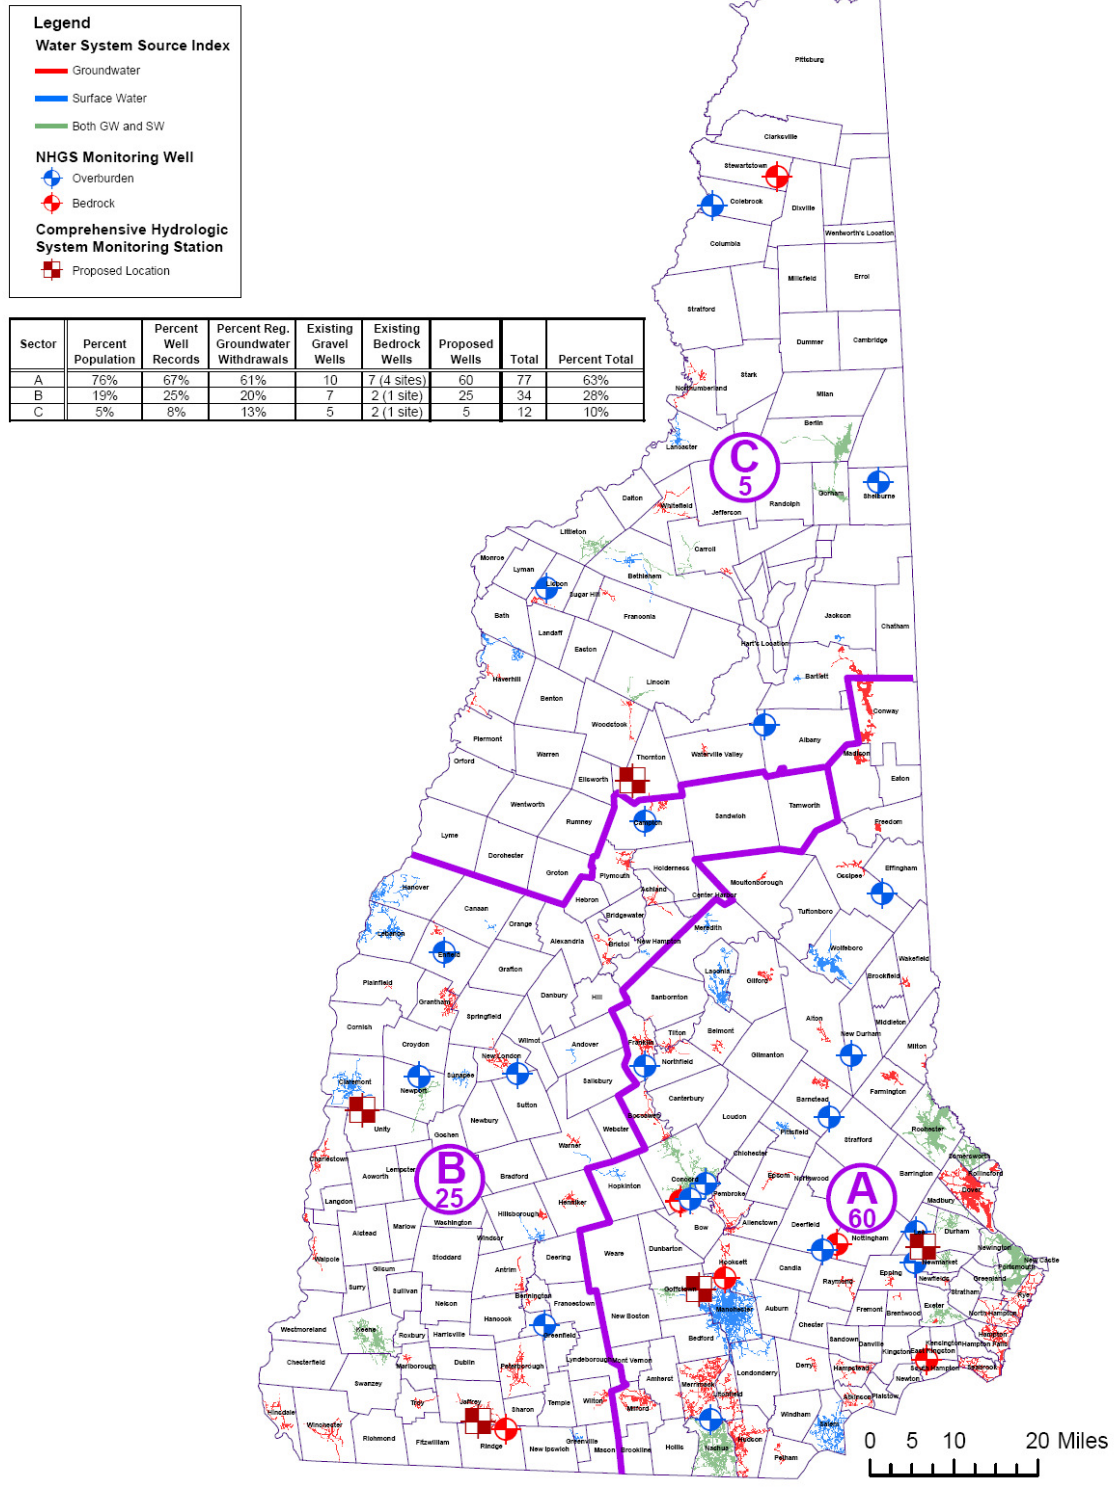 Legend
Water System Source Index
Groundwater
Surface Water
Both GW and SW
NHGS Monitoring Well
Overburden
Bedrock
Comprehensive Hydrologic
System Monitoring Station
Proposed Location
Sector Percent Population Percent Well Records Percent Reg. Groundwater Withdrawals Existing Gravel Wells Existing Bedrock Wells Proposed Wells Total Percent Total
A 76% 67% 61% 10 7 (4 sites) 60 77 63%
B 19% 25% 20% 7 2 (1 site) 25 34 28%
C 5% 8% 13% 5 2 (1 site) 5 12 10%
Pittsburg
Clarksville
Stewartstown
Colebrook
Dixville
Wentworth's Location
Columbia
Millsfield
Errol
Stratford
Dummer
Cambridge
Stark
Northumberland
Milan
Berlin
Lancaster
C
5
Dalton
Whitefield
Jefferson
Randolph
Gorham
Shelburne
Littleton
Carroll
Monroe
Lyman
Lisbon
Bethlehem
Sugar Hill
Franconia
Bath
Landaff
Easton
Jackson
Chatham
Hart's Location
Haverhill
Lincoln
Bartlett
Benton
Woodstock
Conway
Piermont
Warren
Waterville Valley
Albany
Madison
Orford
Thornton
Ellsworth
Eaton
Wentworth
Rumney
Campton
Sandwich
Tamworth
Freedom
Lyme
Dorchester
Groton
Plymouth
Holderness
Ossipee
Effingham
Hanover
Hebron
Ashland
Center Harbor
Moultonborough
Canaan
Orange
Bridgewater
Tuftonboro
Lebanon
Enfield
Alexandria
Bristol
New Hampton
Meredith
Wolfeboro
Wakefield
Grafton
Laconia
Gilford
Brookfield
Plainfield
Grantham
Danbury
Hill
Sanbornton
Springfield
Cornish
Croydon
Wilmot
Andover
Franklin
Tilton
Belmont
Alton
New Durham
Middleton
Milton
New London
Northfield
Gilmanton
Claremont
Newport
Sunapee
Salisbury
Canterbury
Barnstead
Farmington
Sutton
Newbury
Boscawen
Loudon
Pittsfield
Strafford
Rochester
Unity
Goshen
Webster
Warner
Chichester
Somersworth
Charlestown
Acworth
Lempster
B
25
Bradford
Hopkinton
Concord
Pembroke
Epsom
Northwood
A
60
Barrington
Rollinsford
Dover
Madbury
Langdon
Washington
Hillsborough
Henniker
Bow
Allenstown
Deerfield
Nottingham
Lee
Durham
Alstead
Marlow
Windsor
Weare
Dunbarton
Newington
Walpole
Stoddard
Deering
Hooksett
Candia
Newmarket
New Castle
Portsmouth
Gilsum
Antrim
Surry
Sullivan
Bennington
Francestown
Goffstown
Raymond
Epping
Newfields
Greenland
Stratham
Rye
Nelson
Hancock
New Boston
Manchester
Auburn
Fremont
Brentwood
Exeter
North Hampton
Westmoreland
Keene
Roxbury
Harrisville
Greenfield
Bedford
Chester
Sandown
Danville
Kingston
East Kingston
Kensington
Hampton
Hampton Falls
Chesterfield
Marlborough
Dublin
Peterborough
Lyndeborough
Mont Vernon
Amherst
Merrimack
Litchfield
Londonderry
Derry
Hampstead
South Hampton
Seabrook
Newton
Swanzey
Troy
Jaffrey
Sharon
Temple
Wilton
Milford
Windham
Atkinson
Plaistow
Hinsdale
Winchester
Richmond
Fitzwilliam
Rindge
New Ipswich
Greenville
Mason
Brookline
Hollis
Nashua
Hudson
Pelham
Salem
0 5 10 20 Miles